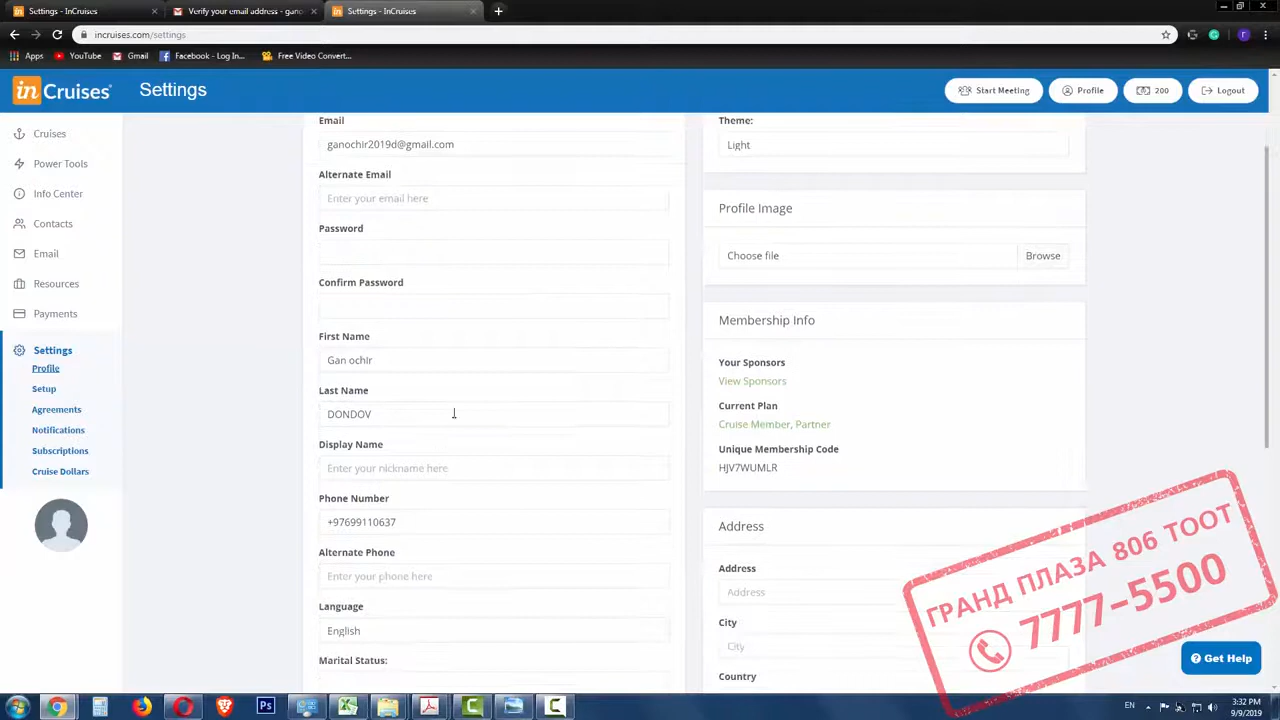 Settings - InCruises
Verify your email address - gano
Settings - InCruises
incruises.com/settings
Apps
YouTube
Gmail
Facebook - Log In...
Free Video Convert...
inCruises
Settings
Start Meeting
Profile
200
Logout
Cruises
Power Tools
Info Center
Contacts
Email
Resources
Payments
Settings
Profile
Setup
Agreements
Notifications
Subscriptions
Cruise Dollars
Email
ganochir2019d@gmail.com
Alternate Email
Enter your email here
Password
Confirm Password
First Name
Gan ochir
Last Name
DONDOV
Display Name
Enter your nickname here
Phone Number
+97699110637
Alternate Phone
Enter your phone here
Language
English
Marital Status:
Theme:
Light
Profile Image
Choose file
Browse
Membership Info
Your Sponsors
View Sponsors
Current Plan
Cruise Member, Partner
Unique Membership Code
HJV7WUMLR
Address
Address
Address
City
City
Country
ГРАНД ПЛАЗА 806 ТООТ
7777-5500
Get Help
Ps
EN
3:32 PM
9/9/2019